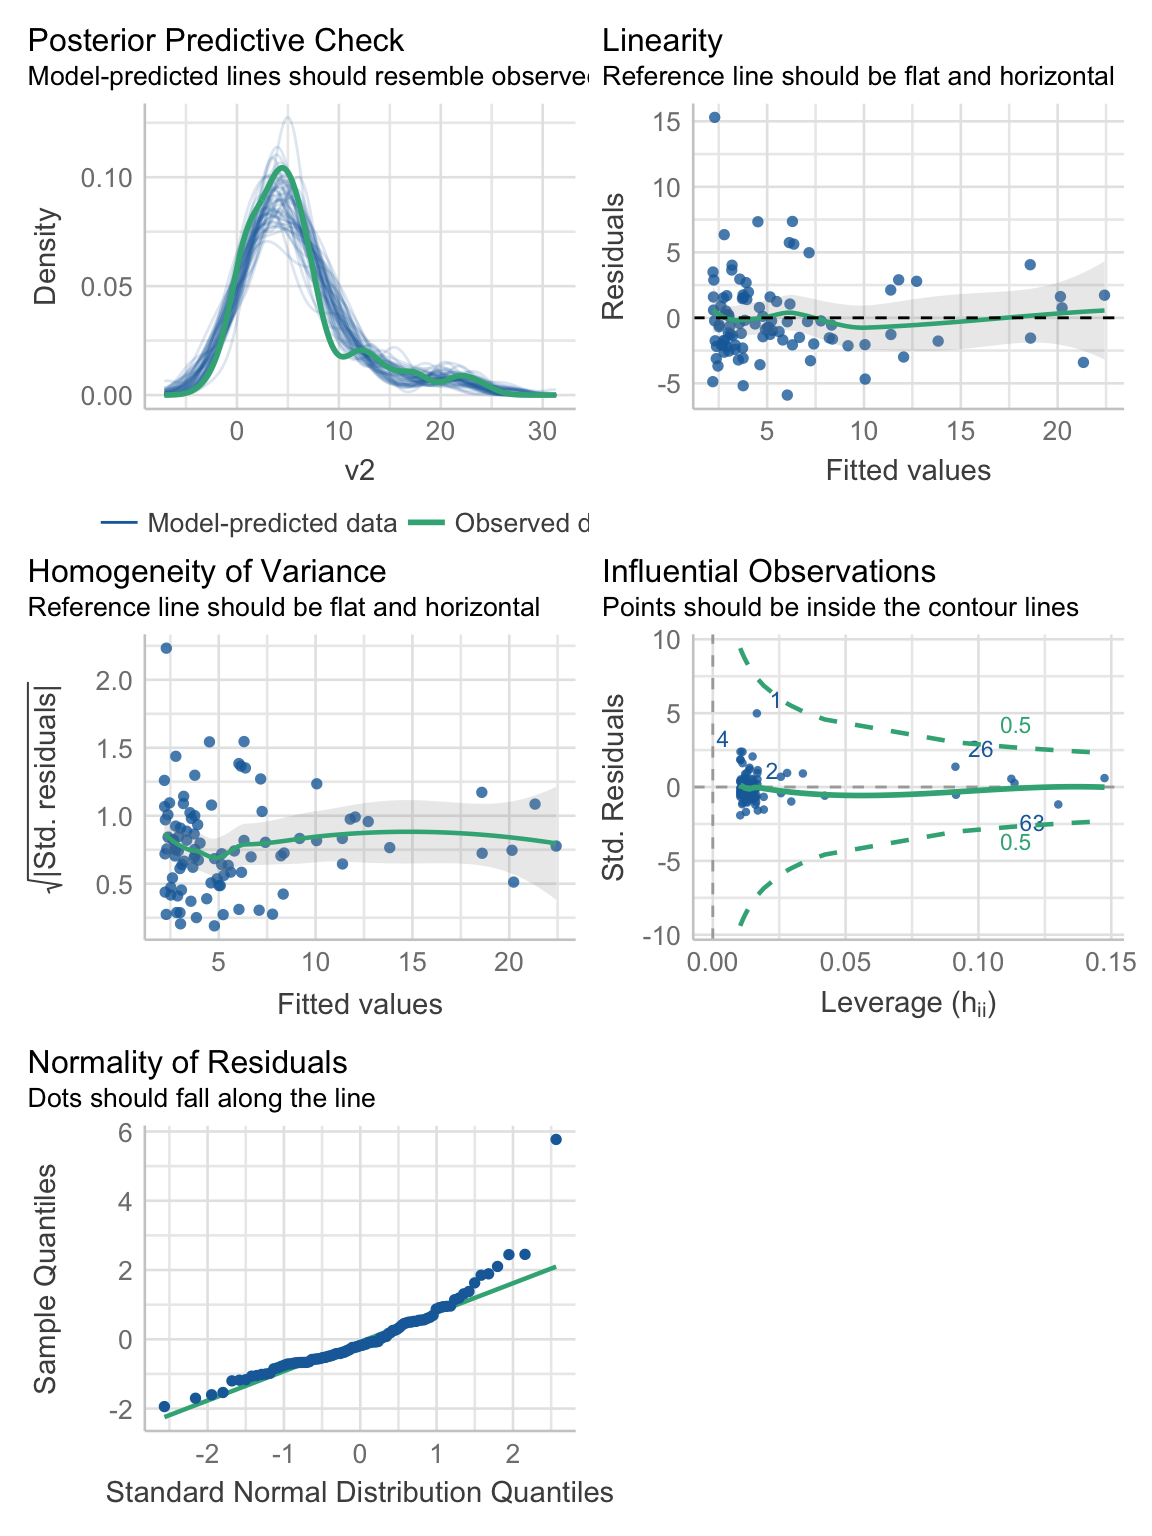 Posterior Predictive Check
Model-predicted lines should resemble observe
Density
0.10
0.05
0.00
0 10 20 30
v2
Model-predicted data Observed d
Linearity
Reference line should be flat and horizontal
Residuals
15
10
5
0
-5
5 10 15 20
Fitted values
Homogeneity of Variance
Reference line should be flat and horizontal
√|Std. residuals|
2.0
1.5
1.0
0.5
5 10 15 20
Fitted values
Influential Observations
Points should be inside the contour lines
Std. Residuals
10
5
0
-5
-10
1
4
2
26
63
0.5
0.5
0.00 0.05 0.10 0.15
Leverage (hii)
Normality of Residuals
Dots should fall along the line
Sample Quantiles
6
4
2
0
-2
-2 -1 0 1 2
Standard Normal Distribution Quantiles